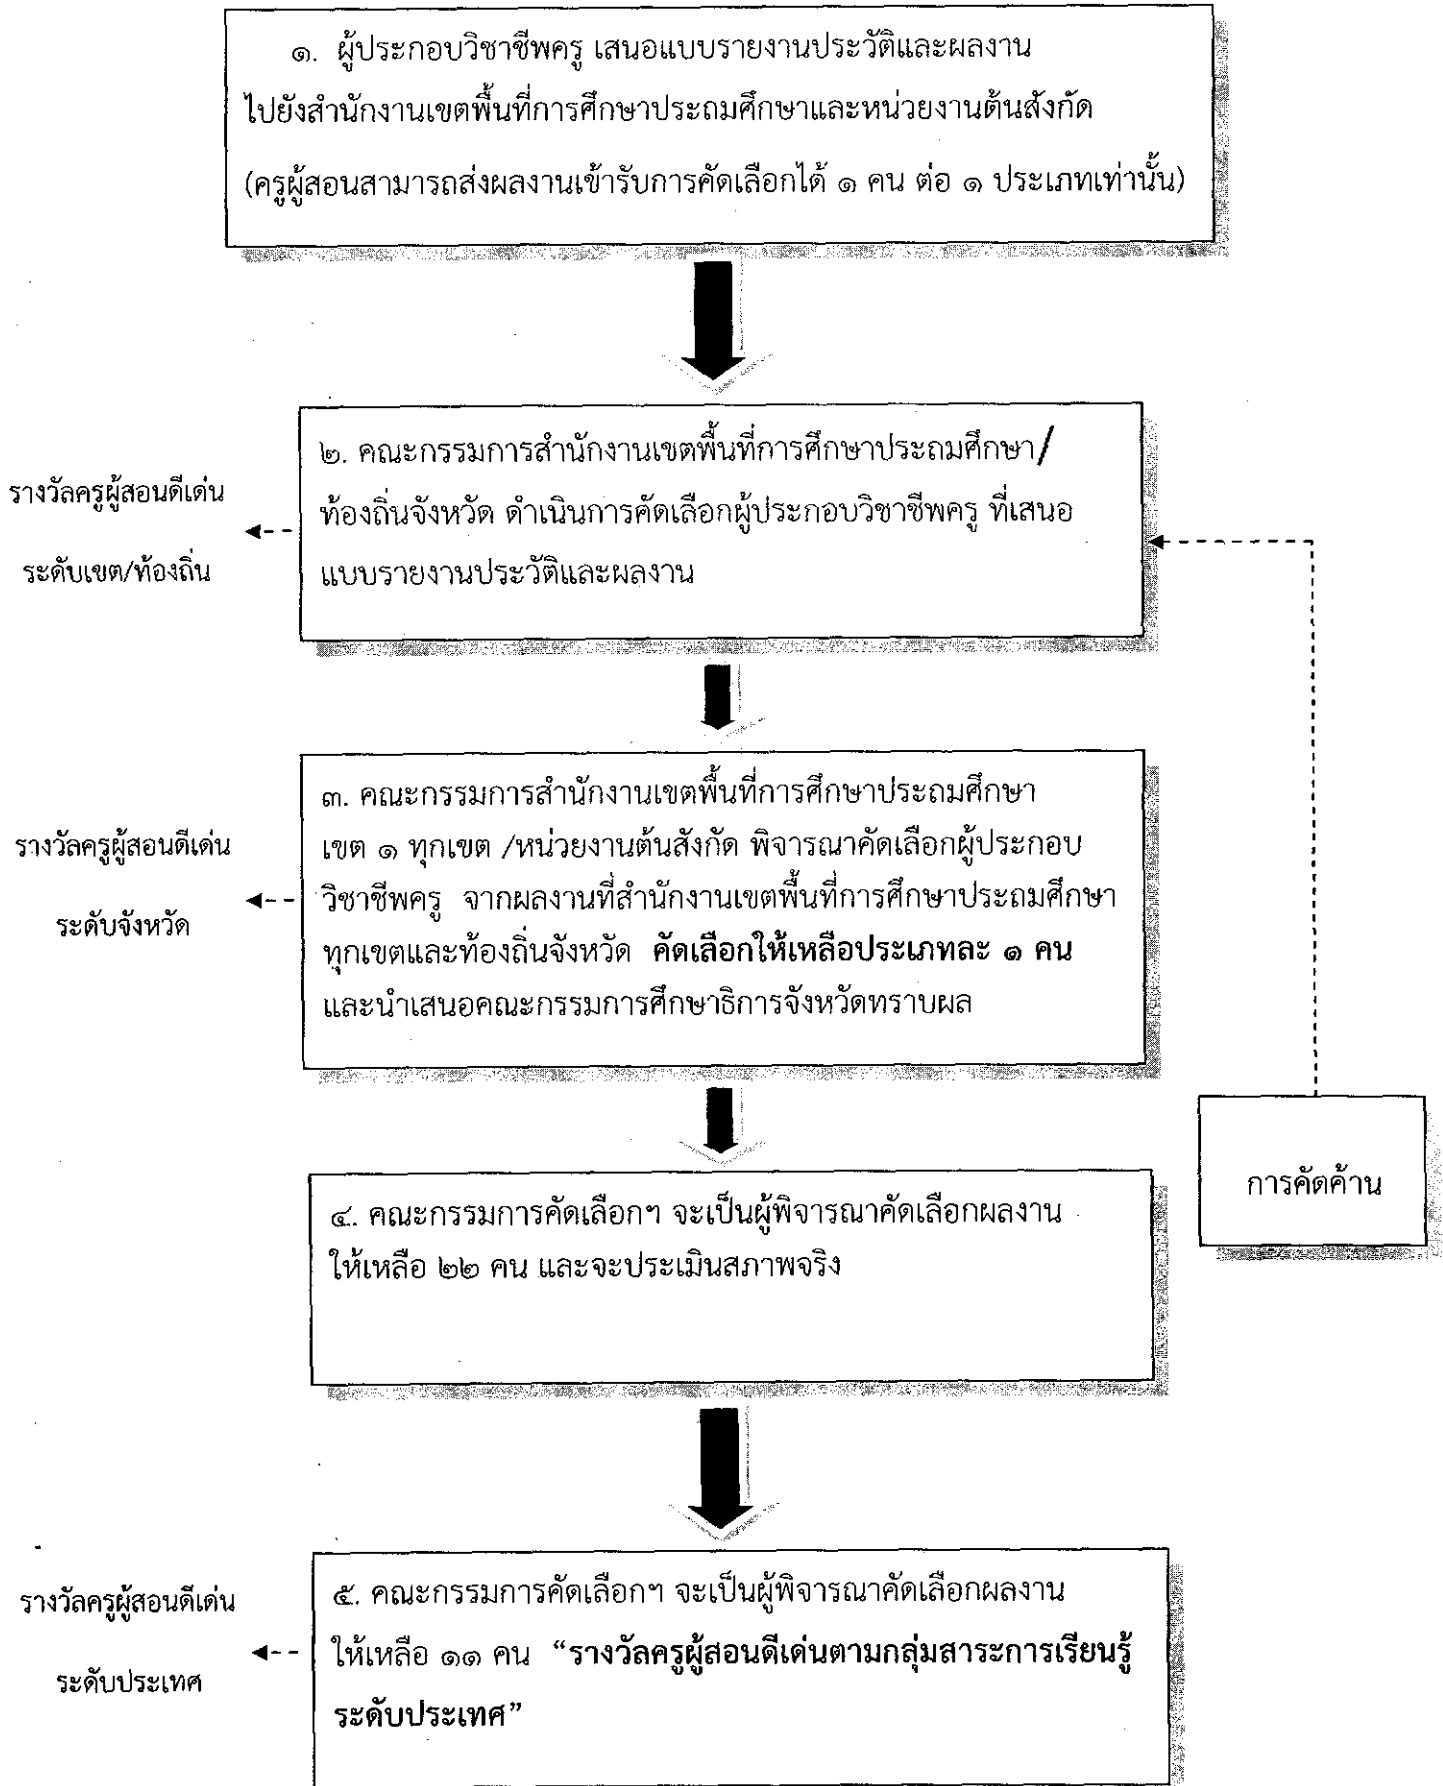 ๑. ผู้ประกอบวิชาชีพครู เสนอแบบรายงานประวัติและผลงาน
ไปยังสำนักงานเขตพื้นที่การศึกษาประถมศึกษาและหน่วยงานต้นสังกัด
(ครูผู้สอนสามารถส่งผลงานเข้ารับการคัดเลือกได้ ๑ คน ต่อ ๑ ประเภทเท่านั้น)
๒. คณะกรรมการสำนักงานเขตพื้นที่การศึกษาประถมศึกษา/
ท้องถิ่นจังหวัด ดำเนินการคัดเลือกผู้ประกอบวิชาชีพครู ที่เสนอ
แบบรายงานประวัติและผลงาน
รางวัลครูผู้สอนดีเด่น
ระดับเขต/ท้องถิ่น
๓. คณะกรรมการสำนักงานเขตพื้นที่การศึกษาประถมศึกษา
เขต ๑ ทุกเขต /หน่วยงานต้นสังกัด พิจารณาคัดเลือกผู้ประกอบ
วิชาชีพครู จากผลงานที่สำนักงานเขตพื้นที่การศึกษาประถมศึกษา
ทุกเขตและท้องถิ่นจังหวัด คัดเลือกให้เหลือประเภทละ ๑ คน
และนำเสนอคณะกรรมการศึกษาธิการจังหวัดทราบผล
รางวัลครูผู้สอนดีเด่น
ระดับจังหวัด
การคัดค้าน
๔. คณะกรรมการคัดเลือกฯ จะเป็นผู้พิจารณาคัดเลือกผลงาน
ให้เหลือ ๒๒ คน และจะประเมินสภาพจริง
๕. คณะกรรมการคัดเลือกฯ จะเป็นผู้พิจารณาคัดเลือกผลงาน
ให้เหลือ ๑๑ คน “รางวัลครูผู้สอนดีเด่นตามกลุ่มสาระการเรียนรู้
ระดับประเทศ”
รางวัลครูผู้สอนดีเด่น
ระดับประเทศ